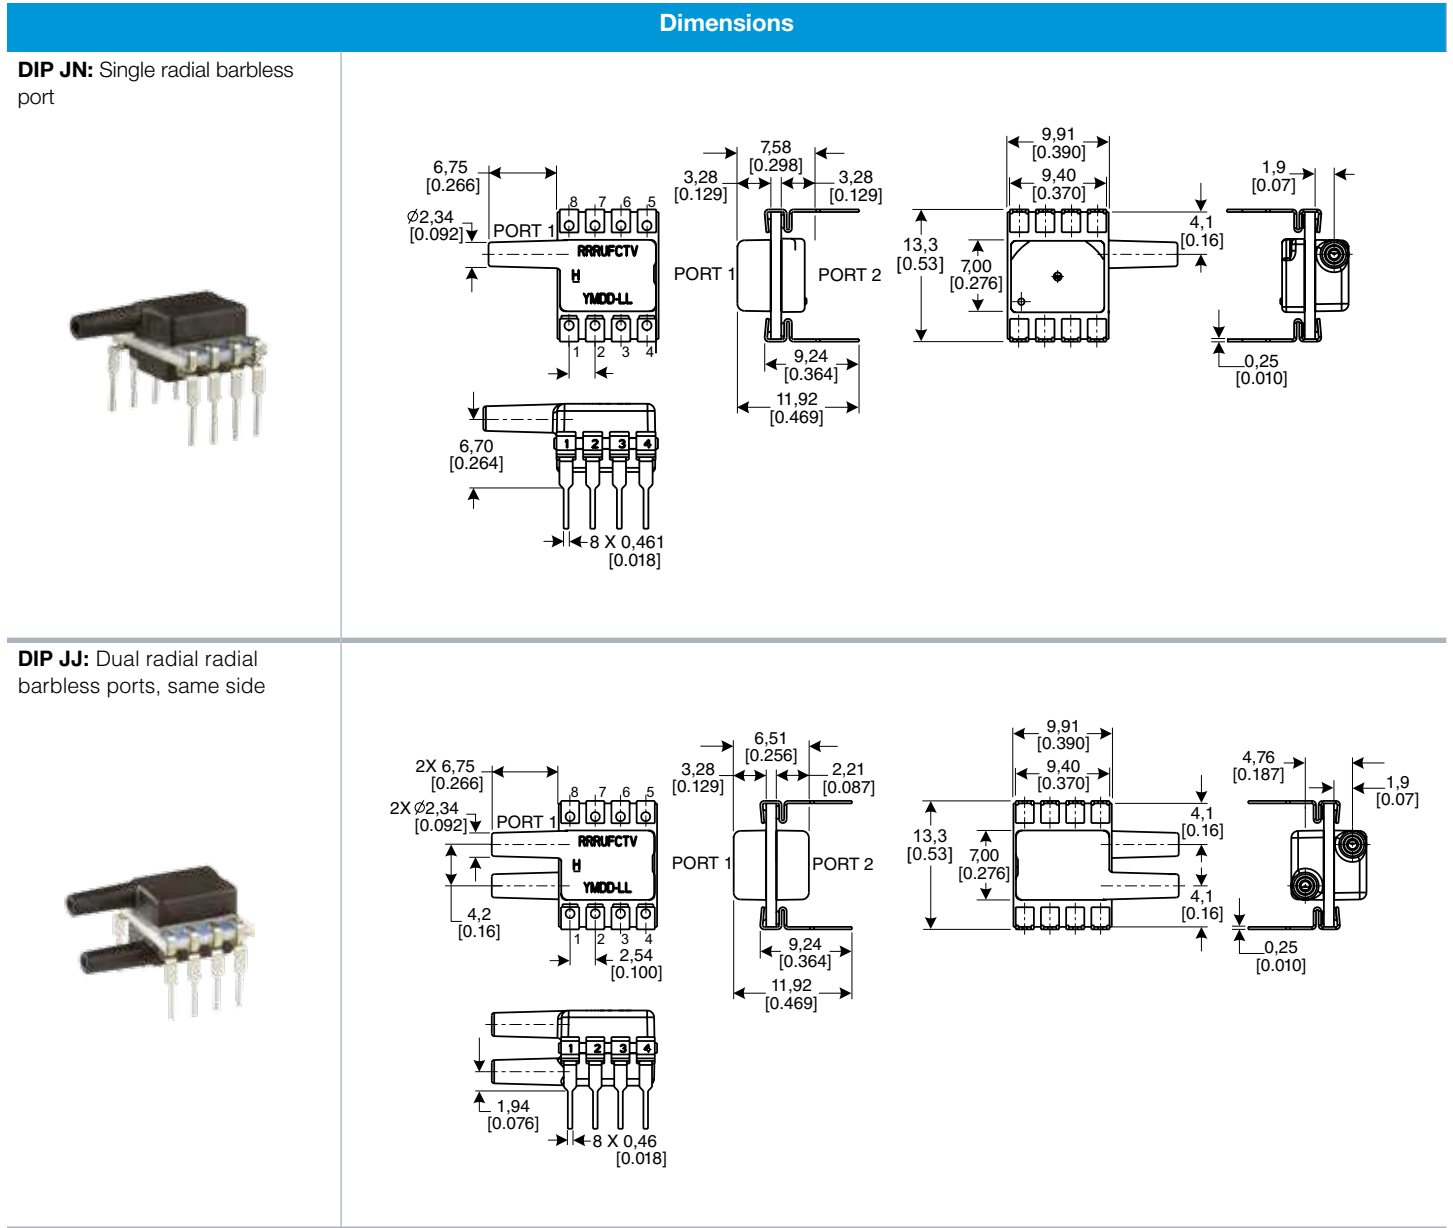 Dimensions
DIP JN: Single radial barbless
port
7,58
[0.298]
6,75
[0.266]
3,28
[0.129]
3,28
[0.129]
9,91
[0.390]
9,40
[0.370]
1,9
[0.07]
Ø2,34
[0.092]
PORT 1
8 7 6 5
RRRUFCTV
H
YMDD-LL
1 2 3 4
PORT 1
PORT 2
13,3
[0.53]
7,00
[0.276]
4,1
[0.16]
9,24
[0.364]
11,92
[0.469]
0,25
[0.010]
6,70
[0.264]
1 2 3 4
8 X 0,461
[0.018]
DIP JJ: Dual radial radial
barbless ports, same side
6,51
[0.256]
2X 6,75
[0.266]
3,28
[0.129]
2,21
[0.087]
9,91
[0.390]
9,40
[0.370]
4,76
[0.187]
1,9
[0.07]
2X Ø2,34
[0.092]
PORT 1
8 7 6 5
RRRUFCTV
H
YMDD-LL
1 2 3 4
4,2
[0.16]
2,54
[0.100]
PORT 1
PORT 2
13,3
[0.53]
7,00
[0.276]
4,1
[0.16]
4,1
[0.16]
9,24
[0.364]
11,92
[0.469]
0,25
[0.010]
1 2 3 4
1,94
[0.076]
8 X 0,46
[0.018]